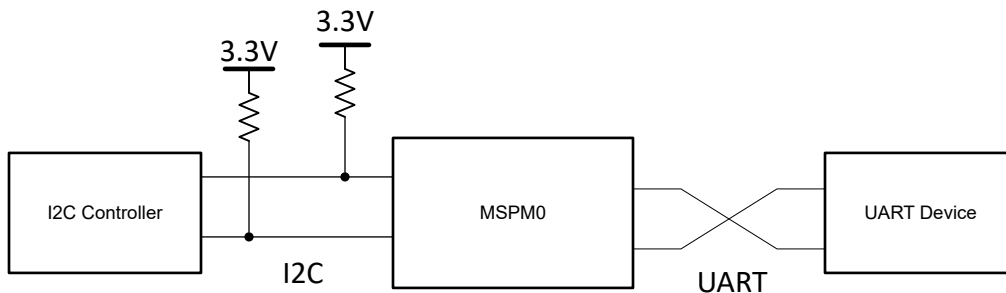 3.3V
3.3V
I2C Controller
MSPM0
UART Device
I2C
UART